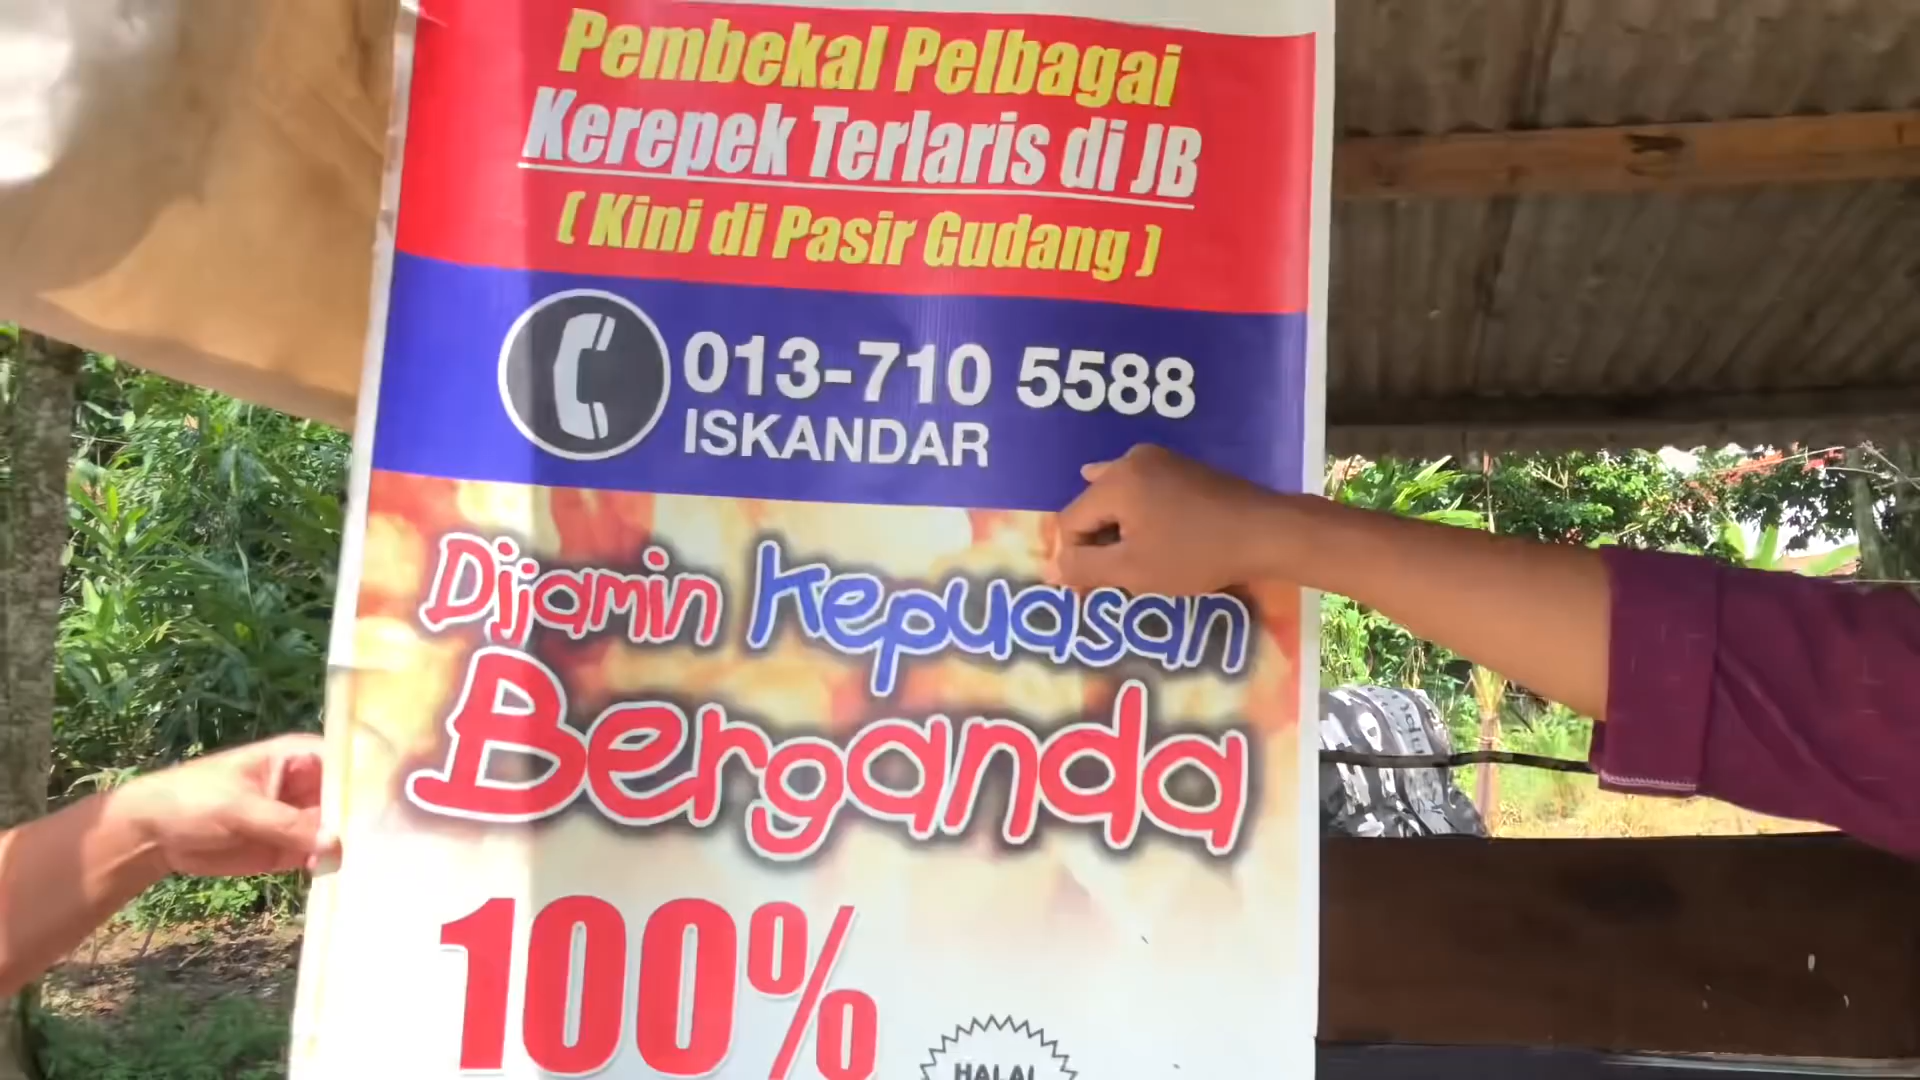 Pembekal Pelbagai
Kerepek Terlaris di JB
( Kini di Pasir Gudang )
013-710 5588
ISKANDAR
Dijamin Kepuasan
Berganda
100%
HALAL